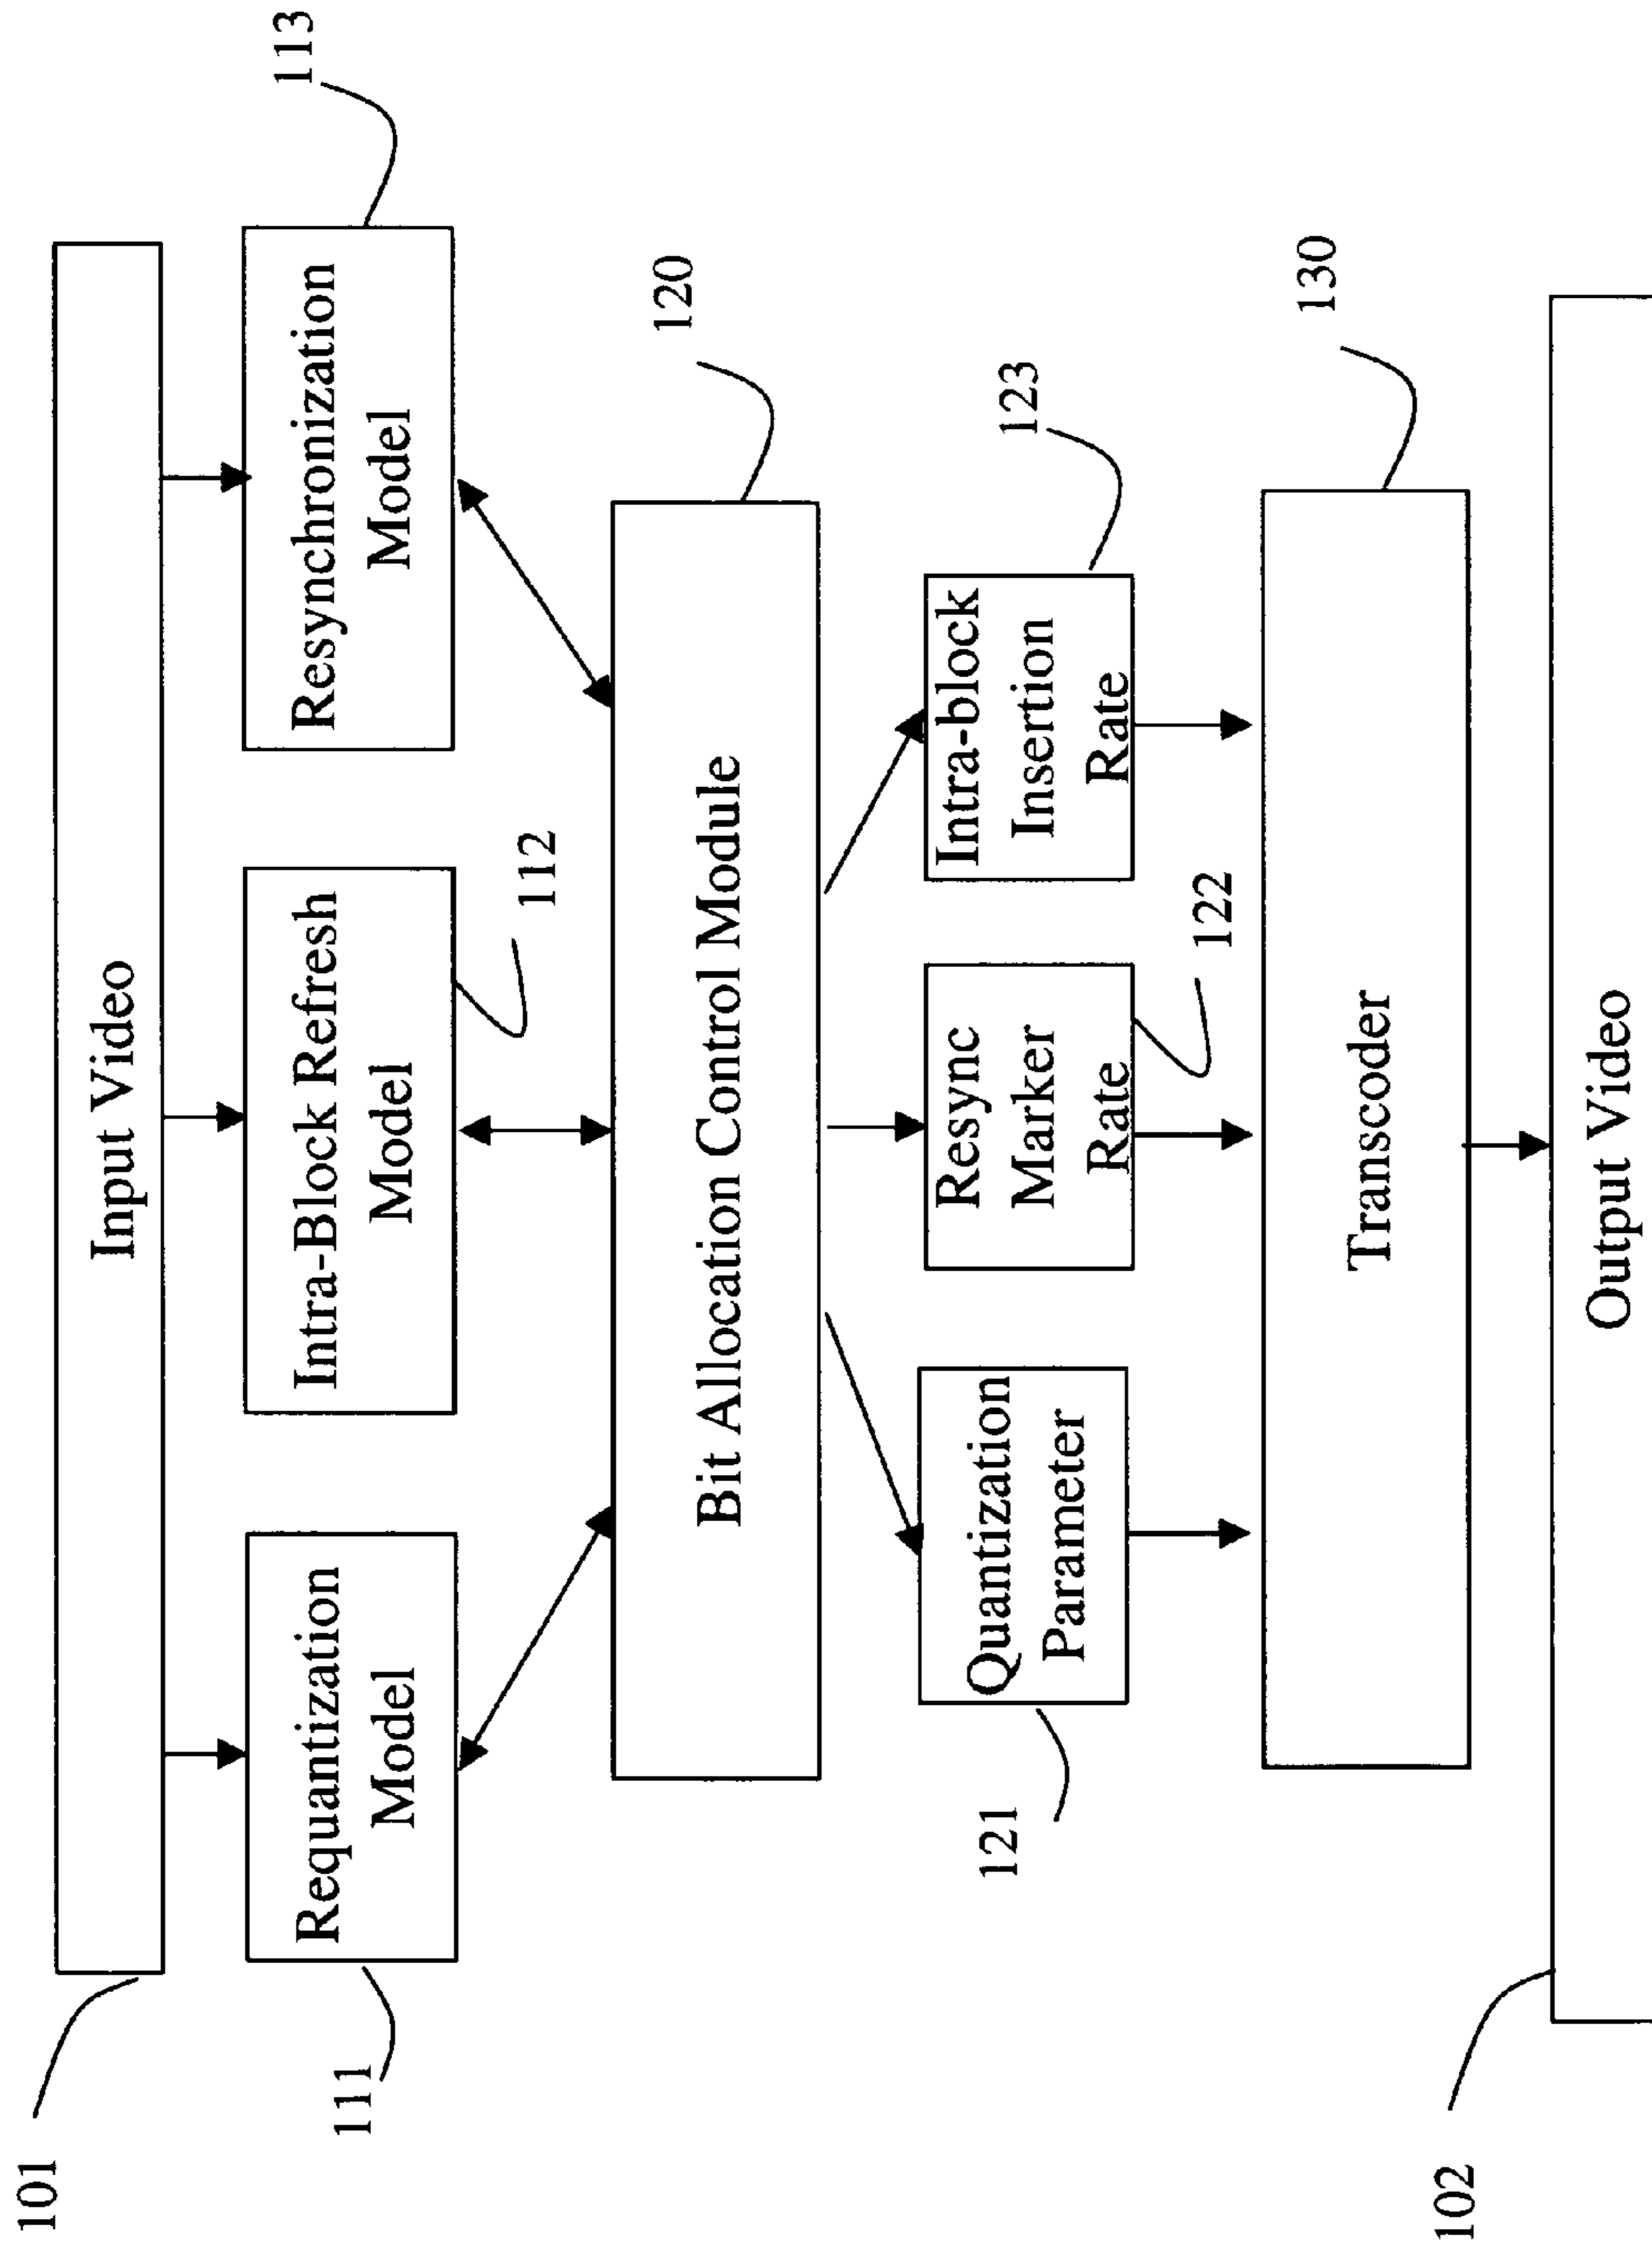 101
Input Video
113
Requantization
Model
Intra-Block Refresh
Model
Resynchronization
Model
111
112
120
Bit Allocation Control Module
123
Quantization
Parameter
Resync
Marker
Rate
Intra-block
Insertion
Rate
121
122
130
Transcoder
102
Output Video